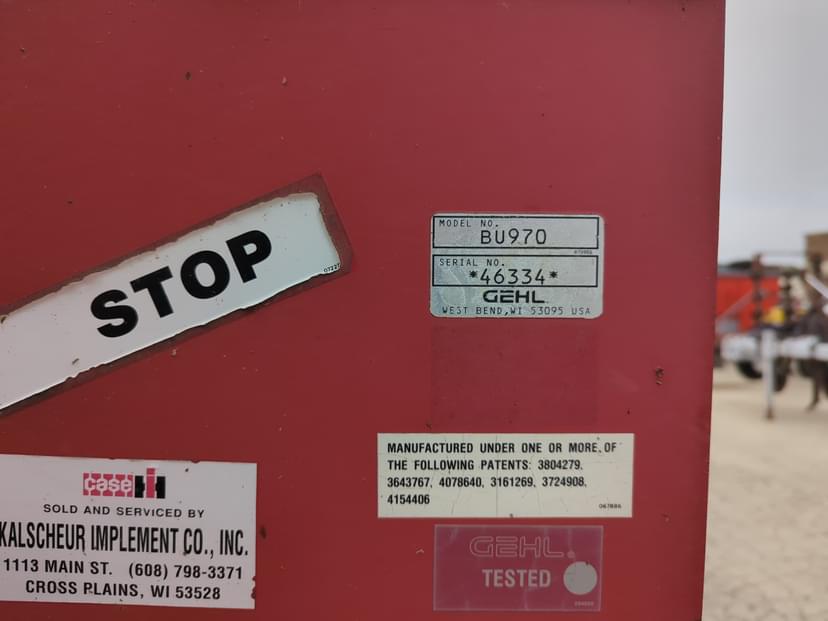 STOP
07227
MODEL NO.
BU970
SERIAL NO.
*46334*
GEHL
WEST BEND, WI 53095 USA
MANUFACTURED UNDER ONE OR MORE OF
THE FOLLOWING PATENTS: 3804279,
3643767, 4078640, 3161269, 3724908,
4154406
067886
case IH
SOLD AND SERVICED BY
KALSCHEUR IMPLEMENT CO., INC.
1113 MAIN ST. (608) 798-3371
CROSS PLAINS, WI 53528
GEHL
TESTED